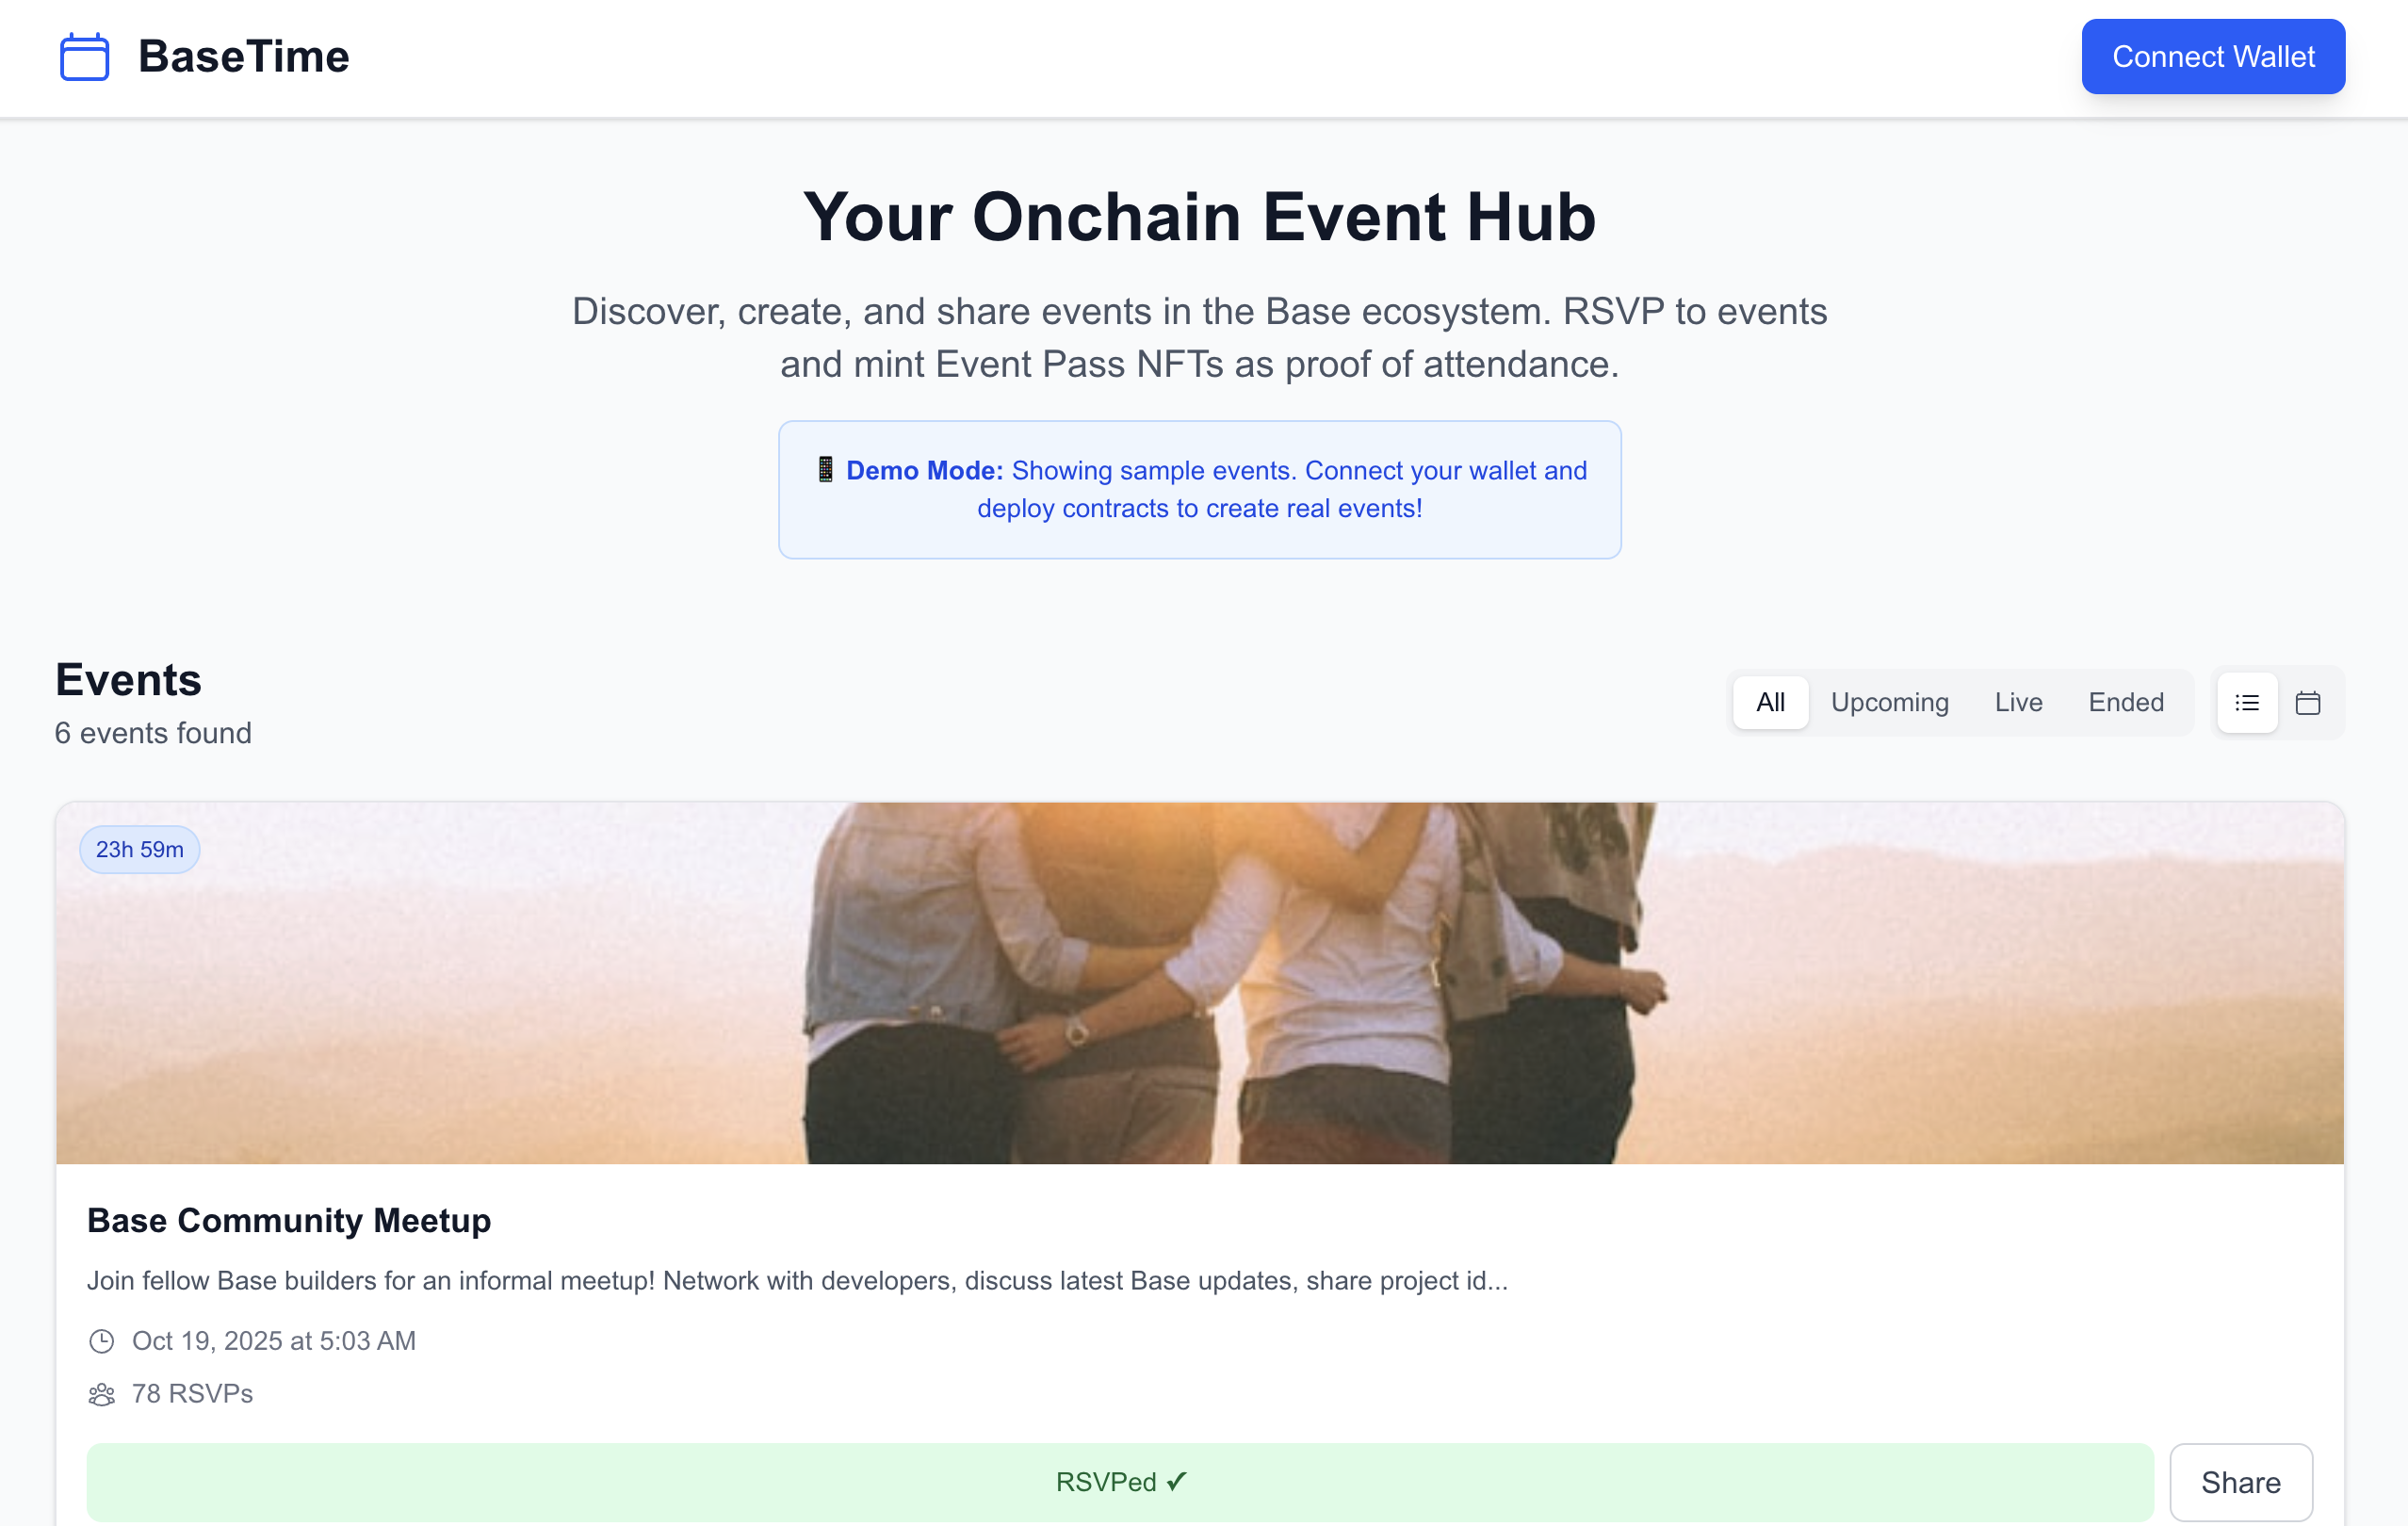 BaseTime
Connect Wallet
Your Onchain Event Hub
Discover, create, and share events in the Base ecosystem. RSVP to events
and mint Event Pass NFTs as proof of attendance.
📱 Demo Mode: Showing sample events. Connect your wallet and
deploy contracts to create real events!
Events
6 events found
All Upcoming Live Ended
23h 59m
Base Community Meetup
Join fellow Base builders for an informal meetup! Network with developers, discuss latest Base updates, share project id...
Oct 19, 2025 at 5:03 AM
78 RSVPs
RSVPed ✓
Share